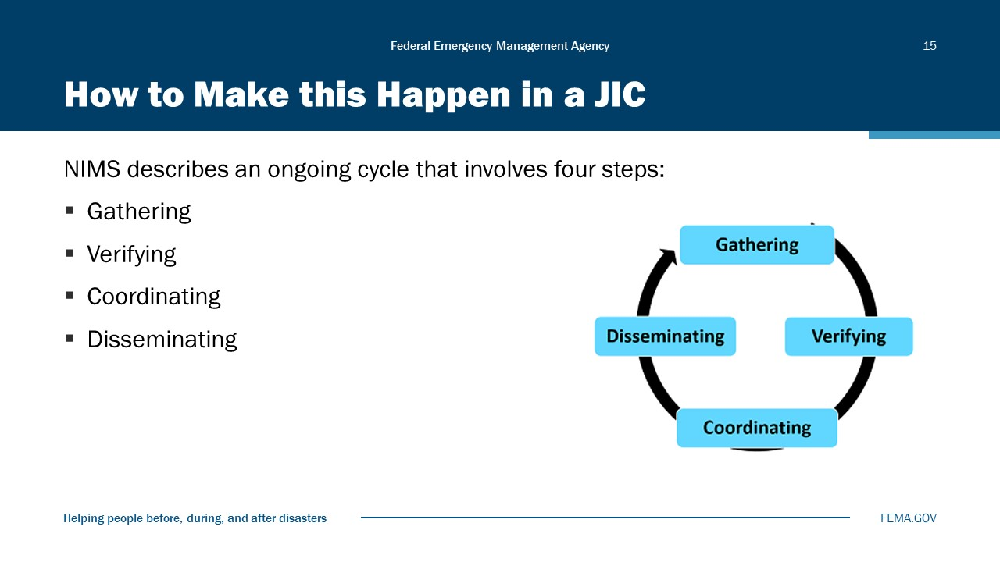 Federal Emergency Management Agency
15
How to Make this Happen in a JIC
NIMS describes an ongoing cycle that involves four steps:
▪ Gathering
▪ Verifying
▪ Coordinating
▪ Disseminating
Gathering
Disseminating
Verifying
Coordinating
Helping people before, during, and after disasters
FEMA.GOV